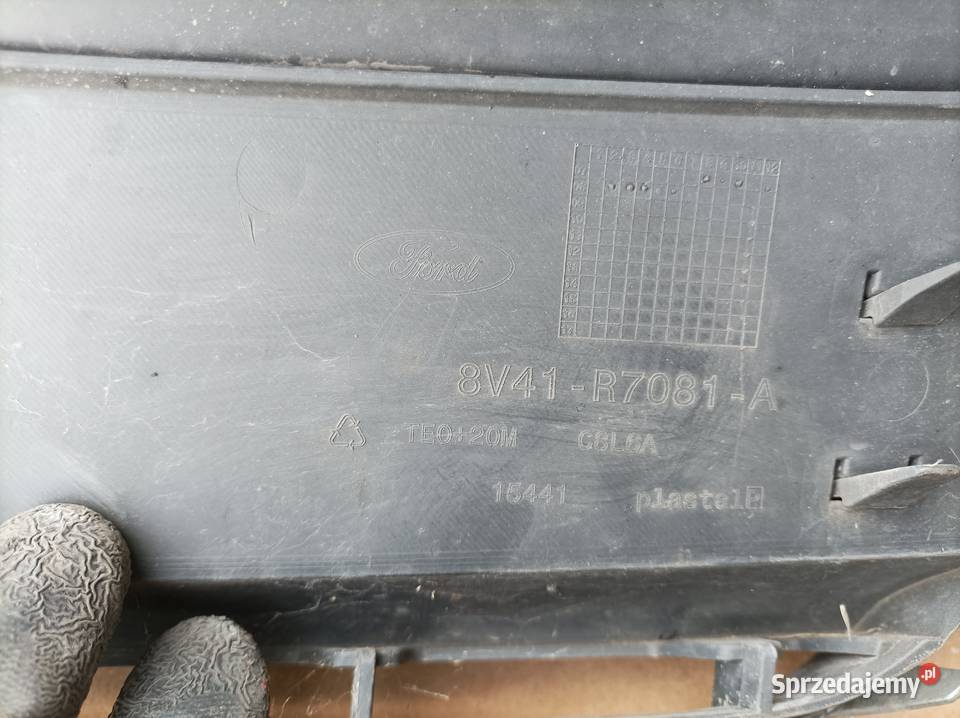 Ford
8V41-R7081-A
TEO+20M C6L6A
15441 plastal
Sprzedajemy.pl